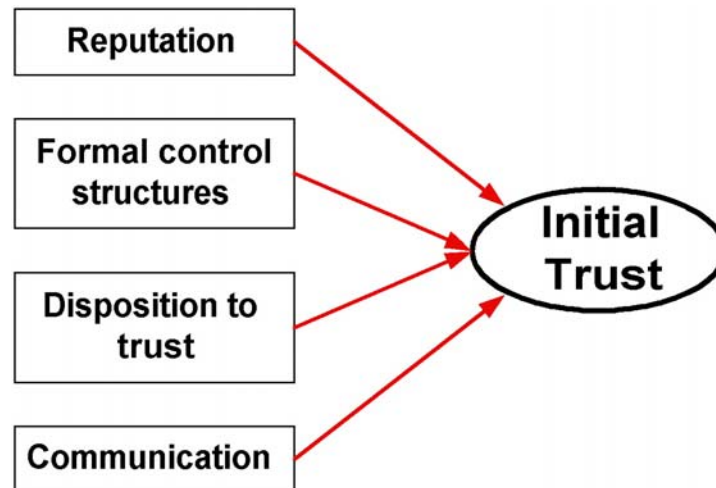 Reputation
Formal control
structures
Disposition to
trust
Communication
Initial
Trust